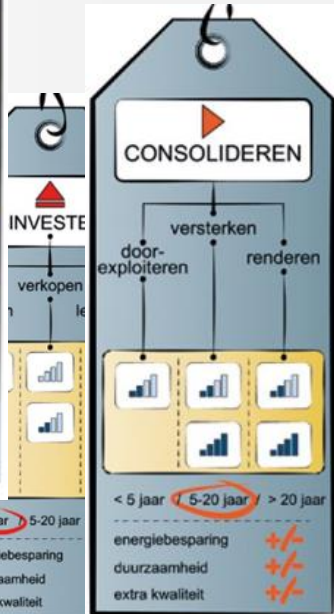 CONSOLIDEREN
versterken
door-
exploiteren
renderen
< 5 jaar / 5-20 jaar / > 20 jaar
energiebesparing +/-
duurzaamheid +/-
extra kwaliteit +/-
INVESTE
verkopen
le
/ 5-20 jaar
ebesparing
aamheid
kwaliteit